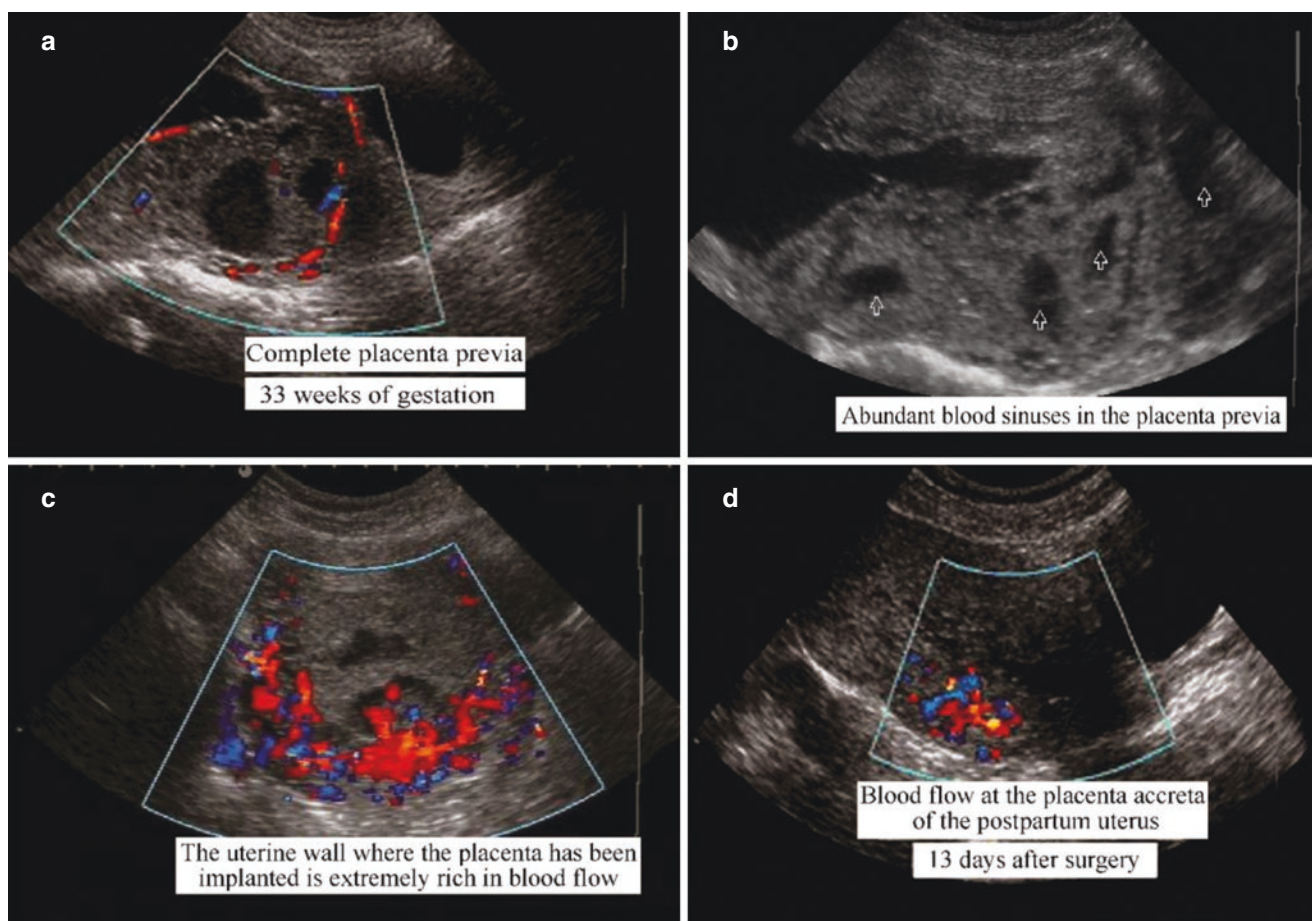 a
Complete placenta previa
33 weeks of gestation
b
Abundant blood sinuses in the placenta previa
c
The uterine wall where the placenta has been
implanted is extremely rich in blood flow
d
Blood flow at the placenta accreta
of the postpartum uterus
13 days after surgery